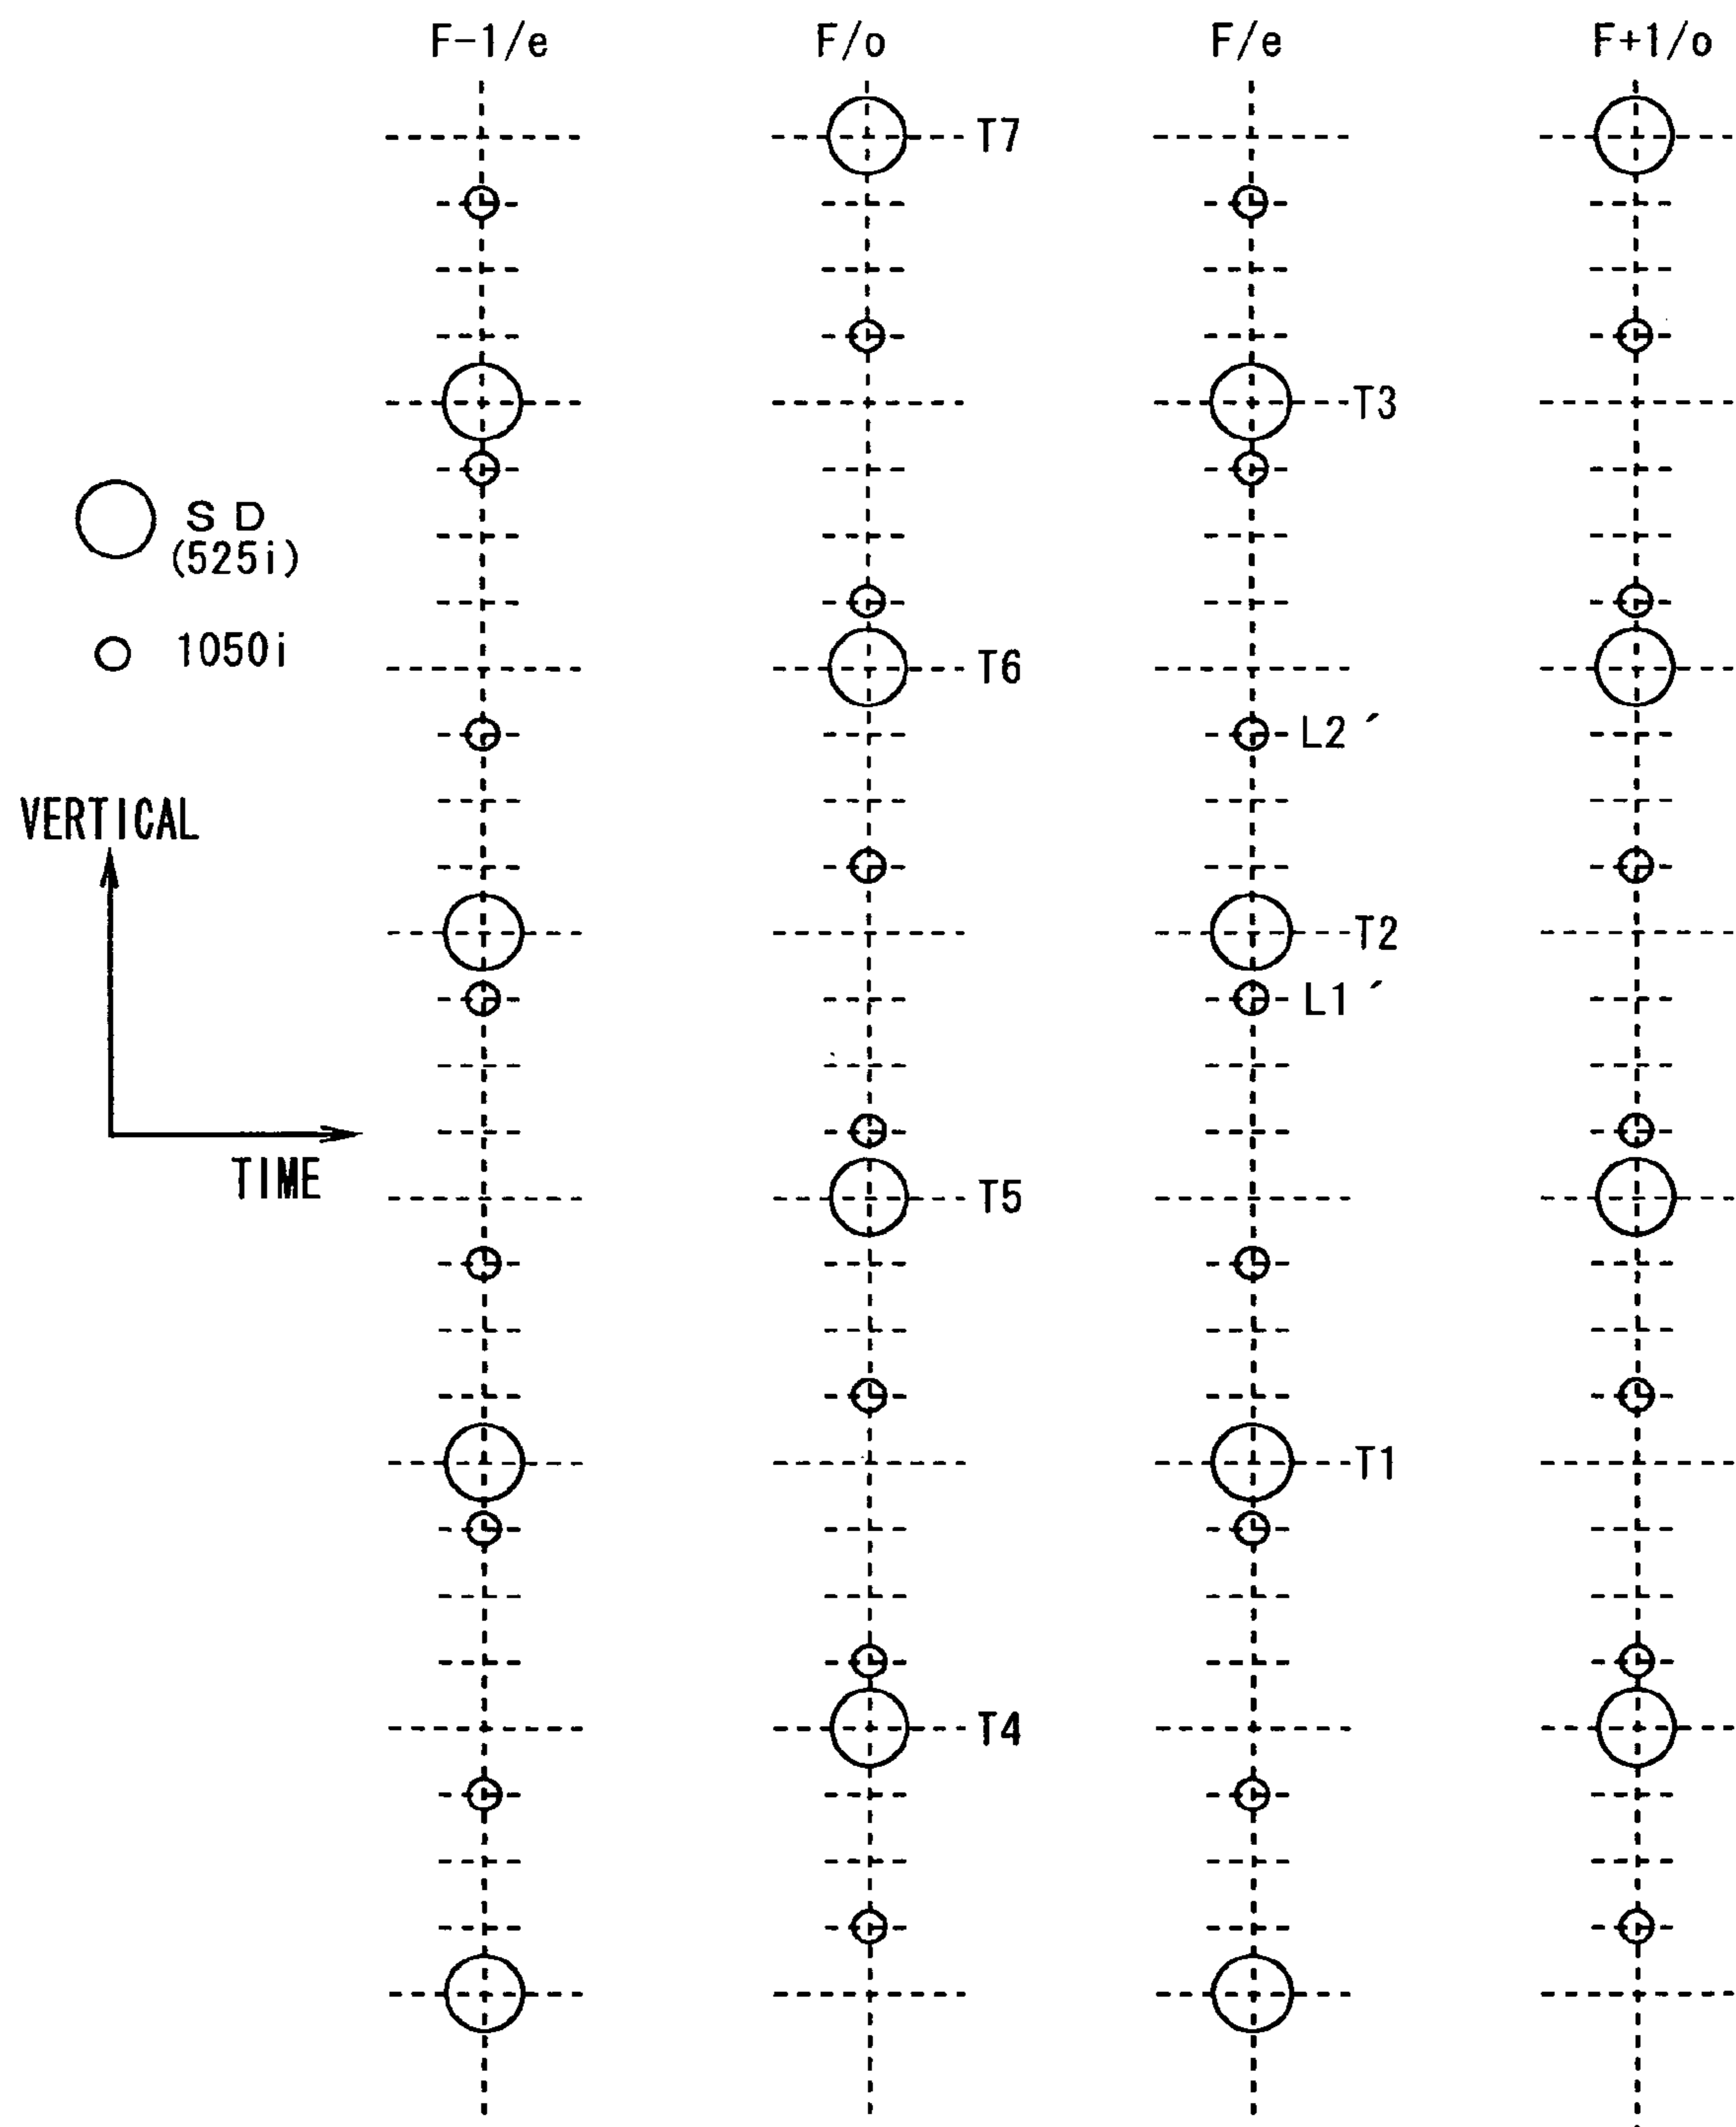 F-1/e F/o F/e F+1/o
T7
T3
SD
(525i)
1050i
T6
L2´
VERTICAL
T2
L1´
TIME
T5
T1
T4